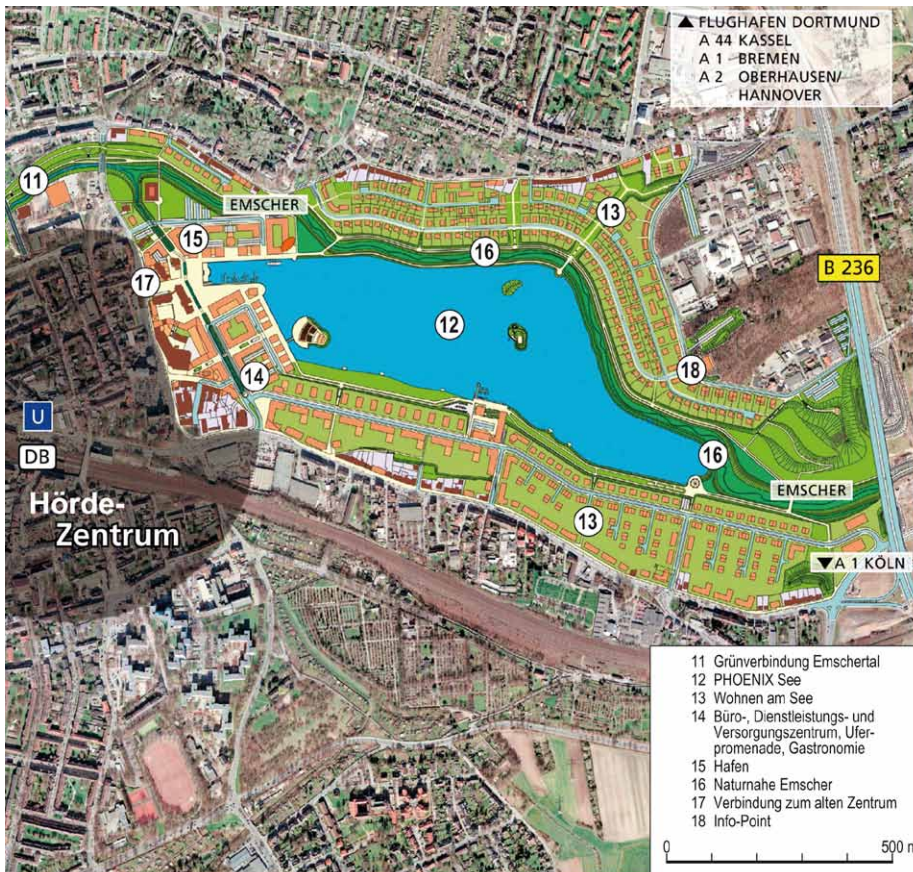 ▲ FLUGHAFEN DORTMUND
A 44 KASSEL
A 1 BREMEN
A 2 OBERHAUSEN/
HANNOVER
11
EMSCHER
13
15
16
17
B 236
12
18
14
U
DB
16
EMSCHER
Hörde-
Zentrum
13
▼A 1 KÖLN
11 Grünverbindung Emschertal
12 PHOENIX See
13 Wohnen am See
14 Büro-, Dienstleistungs- und
Versorgungszentrum, Ufer-
promenade, Gastronomie
15 Hafen
16 Naturnahe Emscher
17 Verbindung zum alten Zentrum
18 Info-Point
0 500 m